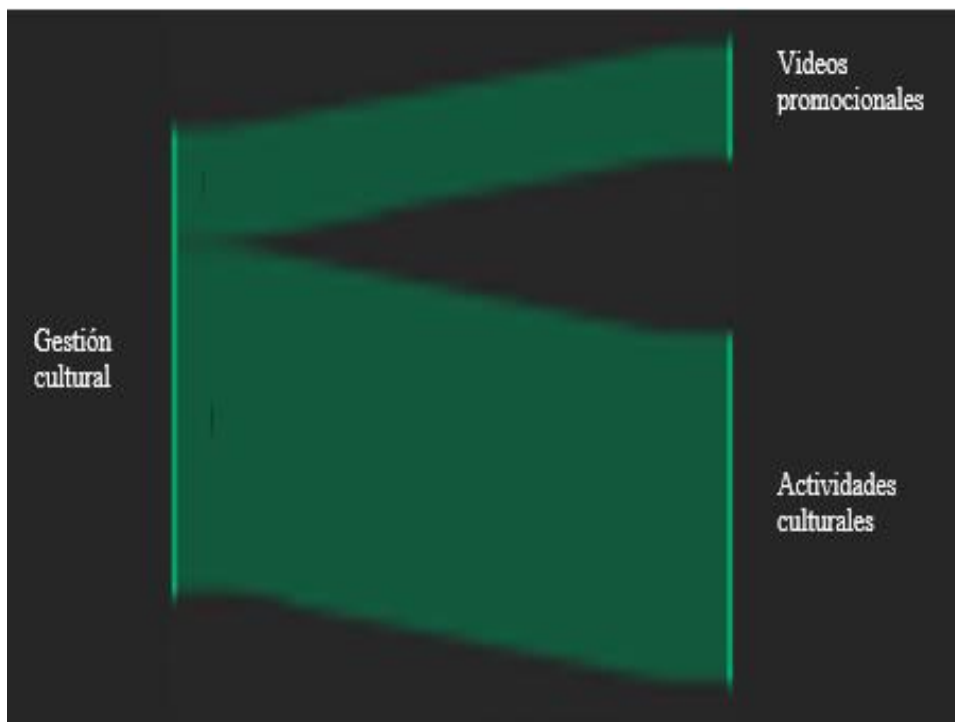 Videos
promocionales
Gestión
cultural
Actividades
culturales